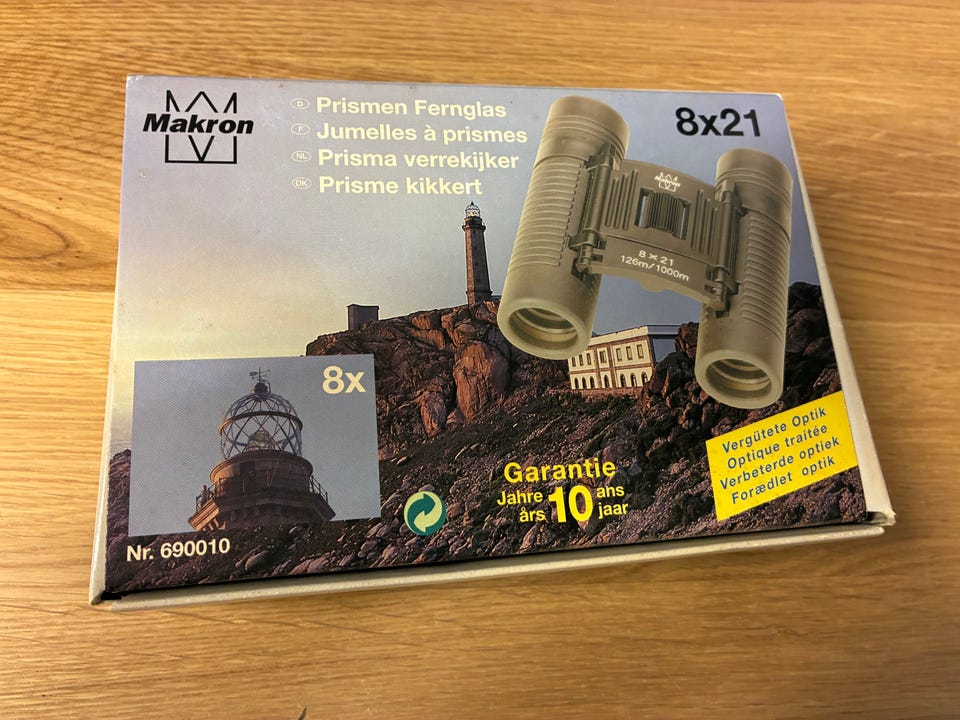 Makron
D Prismen Fernglas
F Jumelles à prismes
NL Prisma verrekijker
DK Prisme kikkert
8x21
Makron
8 x 21
126m/1000m
8x
Vergütete Optik
Optique traitée
Verbeterde optiek
Forædlet optik
Garantie
Jahre 10 ans
års jaar
Nr. 690010